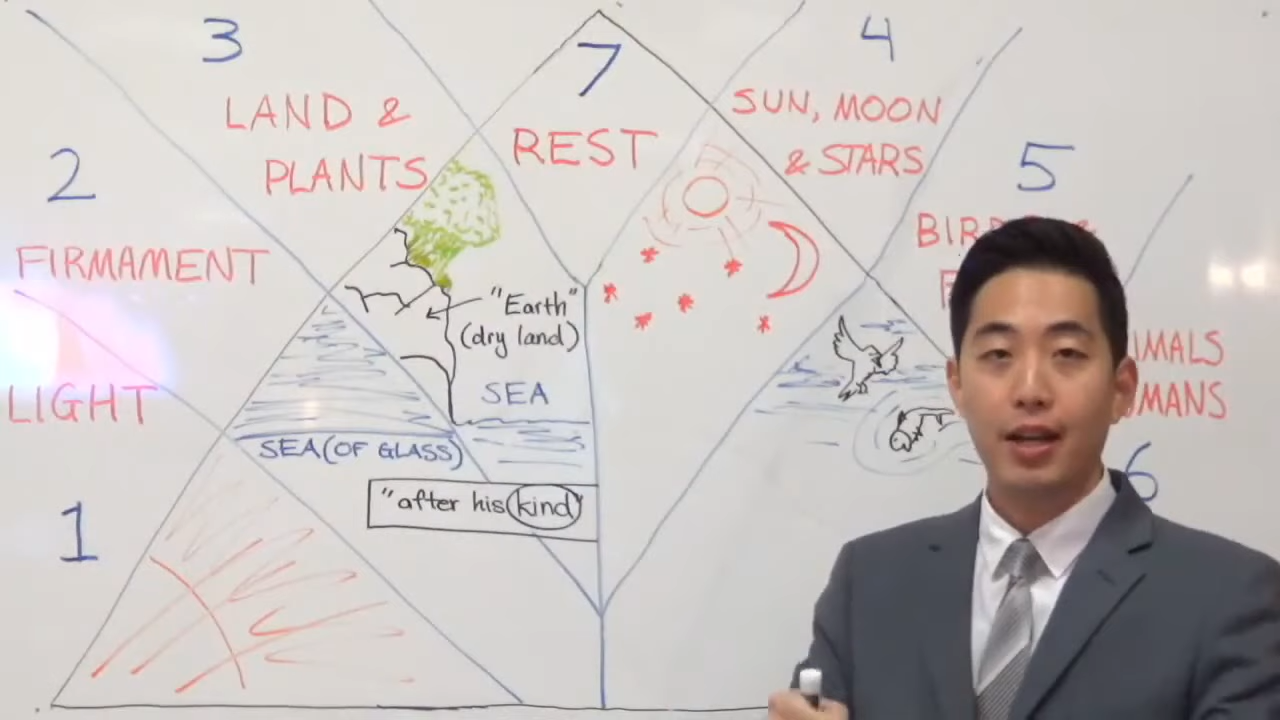 3
LAND &
PLANTS
7
REST
4
SUN, MOON
& STARS
2
FIRMAMENT
5
"Earth"
(dry land)
SEA
LIGHT
SEA (OF GLASS)
"after his kind"
1
6